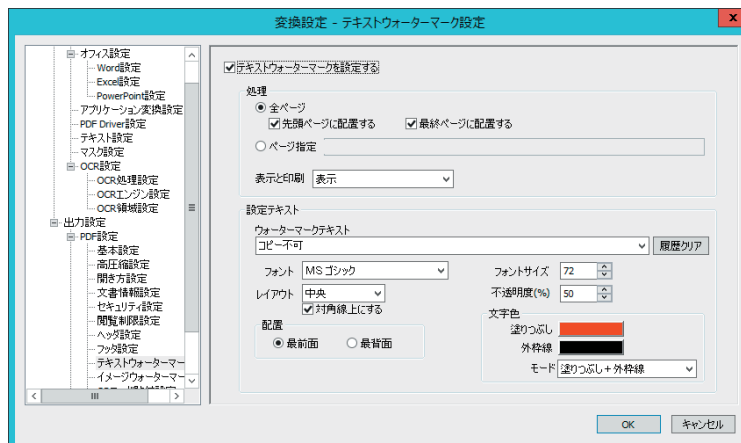 変換設定 - テキストウォーターマーク設定
x
オフィス設定
Word設定
Excel設定
PowerPoint設定
アプリケーション変換設定
PDF Driver設定
テキスト設定
マスク設定
OCR設定
OCR処理設定
OCRエンジン設定
OCR領域設定
出力設定
PDF設定
基本設定
高圧縮設定
開き方設定
文書情報設定
セキュリティ設定
閲覧制限設定
ヘッダ設定
フッタ設定
テキストウォーターマー
イメージウォーターマー
テキストウォーターマークを設定する
処理
全ページ
先頭ページに配置する 最終ページに配置する
ページ指定
表示と印刷 表示
設定テキスト
ウォーターマークテキスト
コピー不可 履歴クリア
フォント MS ゴシック フォントサイズ 72
レイアウト 中央 不透明度(%) 50
対角線上にする
配置
最前面 最背面
文字色
塗りつぶし
外枠線
モード 塗りつぶし+外枠線
OK キャンセル